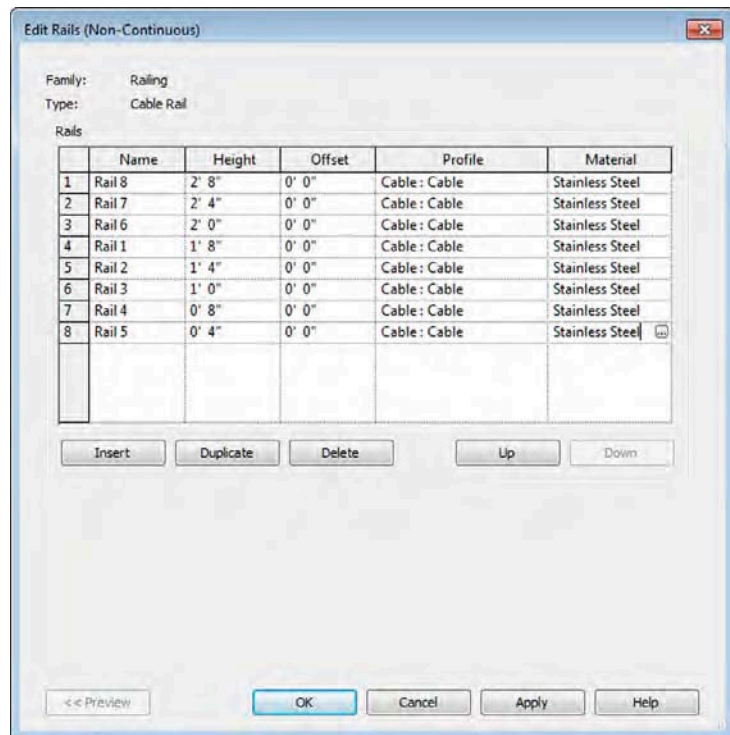 Edit Rails (Non-Continuous)
Family: Railing
Type: Cable Rail
Rails
Name Height Offset Profile Material
1 Rail 8 2' 8" 0' 0" Cable : Cable Stainless Steel
2 Rail 7 2' 4" 0' 0" Cable : Cable Stainless Steel
3 Rail 6 2' 0" 0' 0" Cable : Cable Stainless Steel
4 Rail 1 1' 8" 0' 0" Cable : Cable Stainless Steel
5 Rail 2 1' 4" 0' 0" Cable : Cable Stainless Steel
6 Rail 3 1' 0" 0' 0" Cable : Cable Stainless Steel
7 Rail 4 0' 8" 0' 0" Cable : Cable Stainless Steel
8 Rail 5 0' 4" 0' 0" Cable : Cable Stainless Steel ...
Insert Duplicate Delete Up Down
<< Preview OK Cancel Apply Help